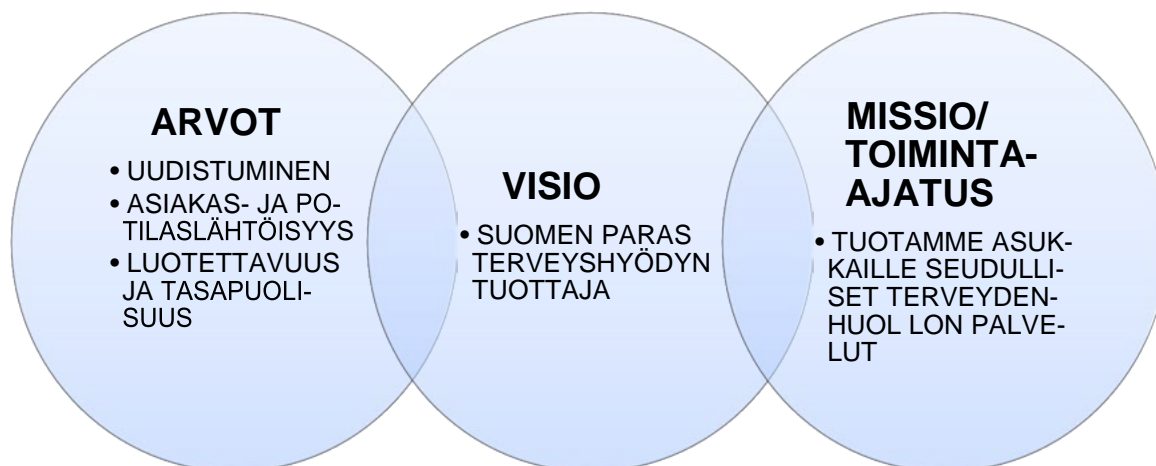 ARVOT
• UUDISTUMINEN
• ASIAKAS- JA PO-
TILASLÄHTÖISYYS
• LUOTETTAVUUS
JA TASAPUOLI-
SUUS
VISIO
• SUOMEN PARAS
TERVEYSHYÖDYN
TUOTTAJA
MISSIO/
TOIMINTA-
AJATUS
• TUOTAMME ASUK-
KAILLE SEUDULLI-
SET TERVEYDEN-
HUOL LON PALVE-
LUT